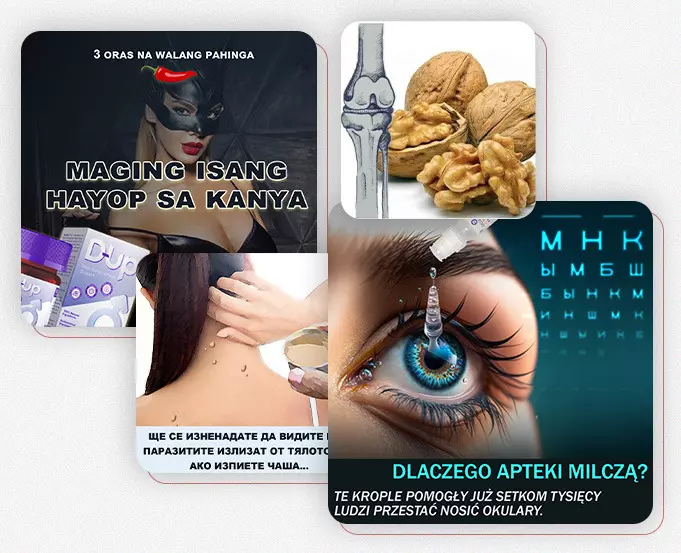 3 ORAS NA WALANG PAHINGA
MAGING ISANG
HAYOP SA KANYA
D-up
М Н К
Ы М Б Ш
Б Ы Н К М
И Н Ш М К
ЩЕ СЕ ИЗНЕНАДАТЕ ДА ВИДИТЕ
ПАРАЗИТИТЕ ИЗЛИЗАТ ОТ ТЯЛОТО
АКО ИЗПИЕТЕ ЧАША...
DLACZEGO APTEKI MILCZĄ?
TE KROPLE POMOGŁY JUŻ SETKOM TYSIĘCY
LUDZI PRZESTAĆ NOSIĆ OKULARY.